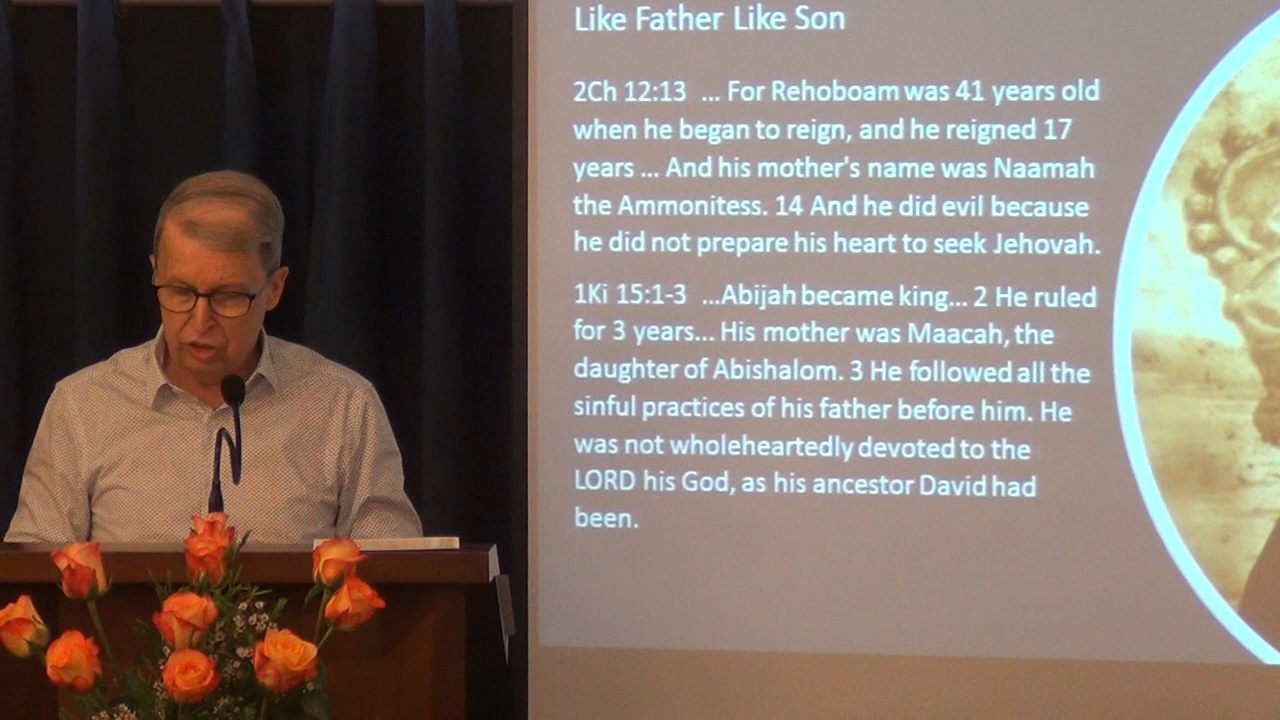 Like Father Like Son
2Ch 12:13 ... For Rehoboam was 41 years old
when he began to reign, and he reigned 17
years ... And his mother's name was Naamah
the Ammonitess. 14 And he did evil because
he did not prepare his heart to seek Jehovah.
1Ki 15:1-3 ...Abijah became king... 2 He ruled
for 3 years... His mother was Maacah, the
daughter of Abishalom. 3 He followed all the
sinful practices of his father before him. He
was not wholeheartedly devoted to the
LORD his God, as his ancestor David had
been.